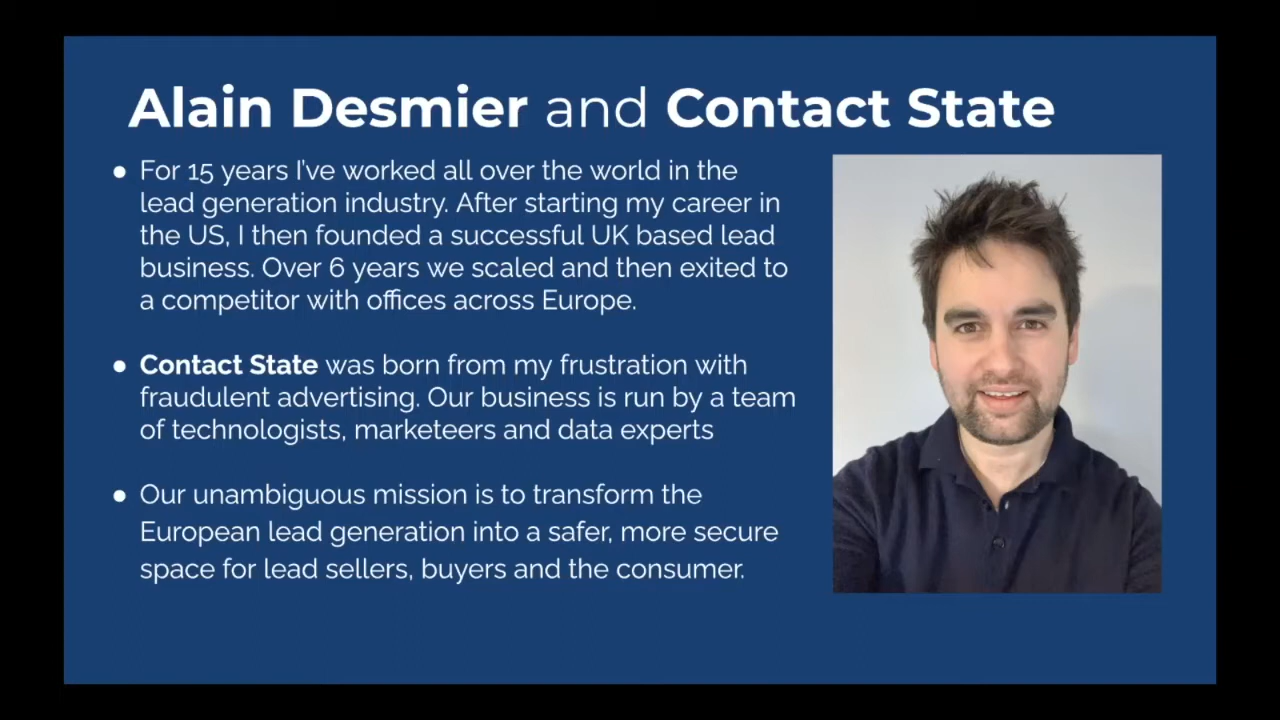 Alain Desmier and Contact State
● For 15 years I've worked all over the world in the
lead generation industry. After starting my career in
the US, I then founded a successful UK based lead
business. Over 6 years we scaled and then exited to
a competitor with offices across Europe.
● Contact State was born from my frustration with
fraudulent advertising. Our business is run by a team
of technologists, marketeers and data experts
● Our unambiguous mission is to transform the
European lead generation into a safer, more secure
space for lead sellers, buyers and the consumer.